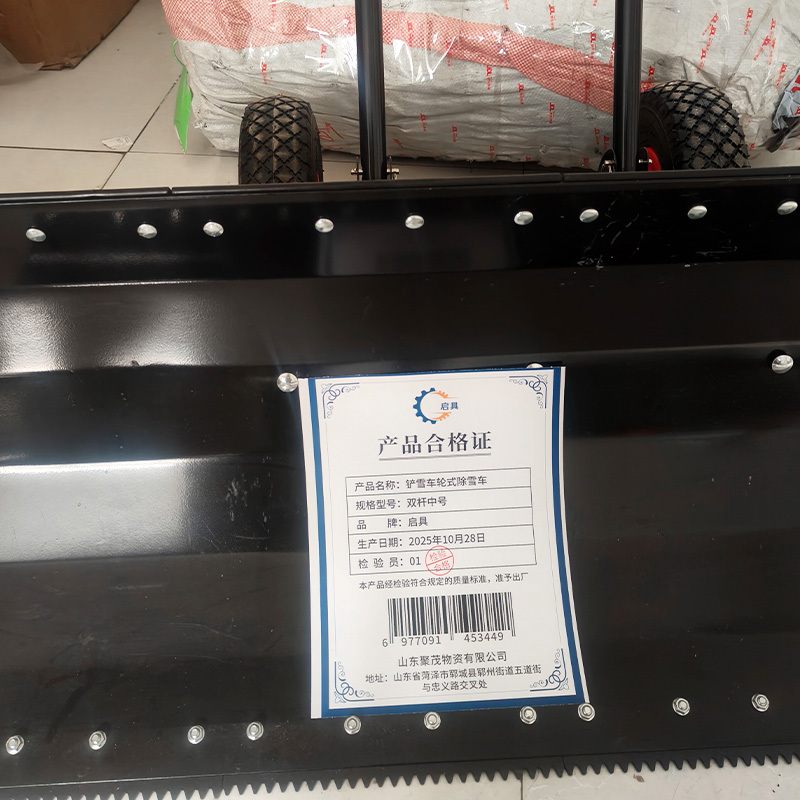 启具
产品合格证
产品名称：铲雪车轮式除雪车
规格型号：双杆中号
品 牌：启具
生产日期：2025年10月28日
检 验 员：01
检验
合格
本产品经检验符合规定的质量标准，准予出厂
6 977091 453449
山东聚茂物资有限公司
地址：山东省菏泽市郓城县郓州街道五道街
与忠义路交叉处